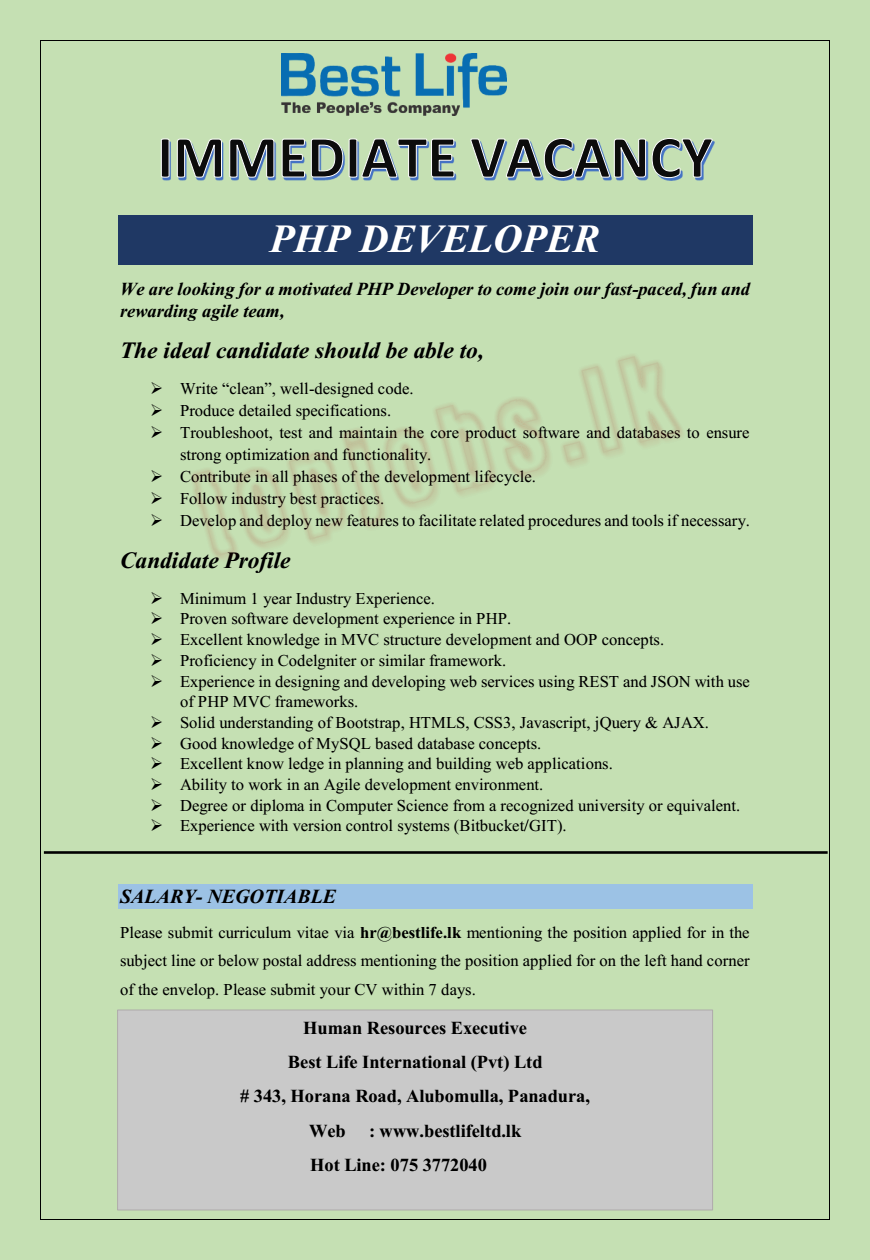 Best Life
The People's Company
IMMEDIATE VACANCY
PHP DEVELOPER
We are looking for a motivated PHP Developer to come join our fast-paced, fun and
rewarding agile team,
The ideal candidate should be able to,
➢ Write “clean”, well-designed code.
➢ Produce detailed specifications.
➢ Troubleshoot, test and maintain the core product software and databases to ensure
strong optimization and functionality.
➢ Contribute in all phases of the development lifecycle.
➢ Follow industry best practices.
➢ Develop and deploy new features to facilitate related procedures and tools if necessary.
topjobs.lk
Candidate Profile
➢ Minimum 1 year Industry Experience.
➢ Proven software development experience in PHP.
➢ Excellent knowledge in MVC structure development and OOP concepts.
➢ Proficiency in Codelgniter or similar framework.
➢ Experience in designing and developing web services using REST and JSON with use
of PHP MVC frameworks.
➢ Solid understanding of Bootstrap, HTMLS, CSS3, Javascript, jQuery & AJAX.
➢ Good knowledge of MySQL based database concepts.
➢ Excellent know ledge in planning and building web applications.
➢ Ability to work in an Agile development environment.
➢ Degree or diploma in Computer Science from a recognized university or equivalent.
➢ Experience with version control systems (Bitbucket/GIT).
SALARY- NEGOTIABLE
Please submit curriculum vitae via hr@bestlife.lk mentioning the position applied for in the
subject line or below postal address mentioning the position applied for on the left hand corner
of the envelop. Please submit your CV within 7 days.
Human Resources Executive
Best Life International (Pvt) Ltd
# 343, Horana Road, Alubomulla, Panadura,
Web : www.bestlifeltd.lk
Hot Line: 075 3772040